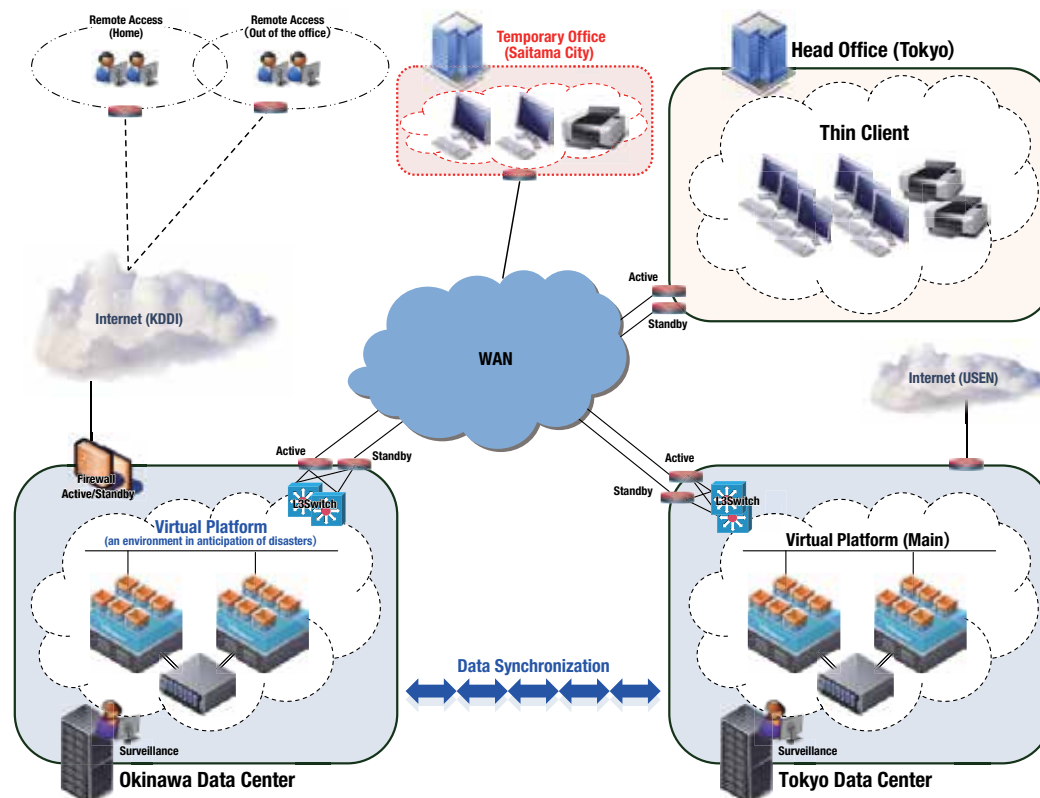 Remote Access
(Home)
Remote Access
(Out of the office)
Temporary Office
(Saitama City)
Head Office (Tokyo)
Thin Client
Internet (KDDI)
WAN
Active
Standby
Internet (USEN)
Firewall
Active/Standby
Active
Standby
L3Switch
Active
Standby
L3Switch
Virtual Platform
(an environment in anticipation of disasters)
Virtual Platform (Main)
Data Synchronization
Surveillance
Okinawa Data Center
Surveillance
Tokyo Data Center